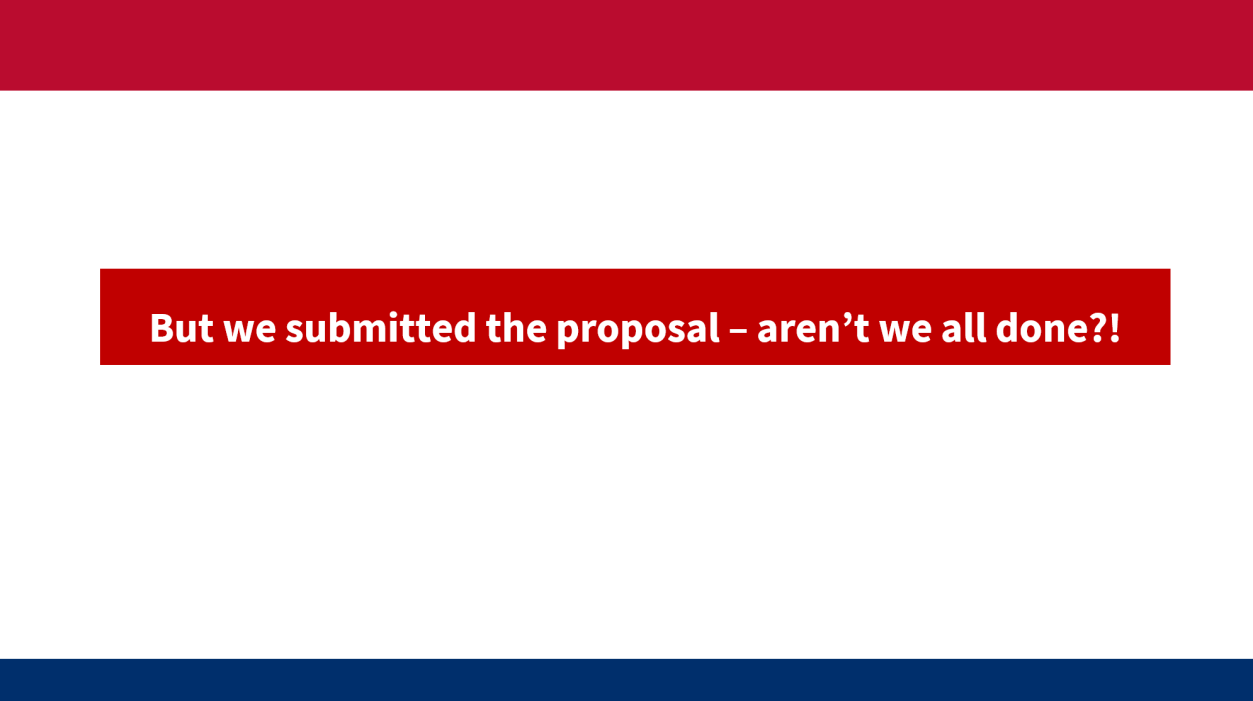 But we submitted the proposal – aren’t we all done?!